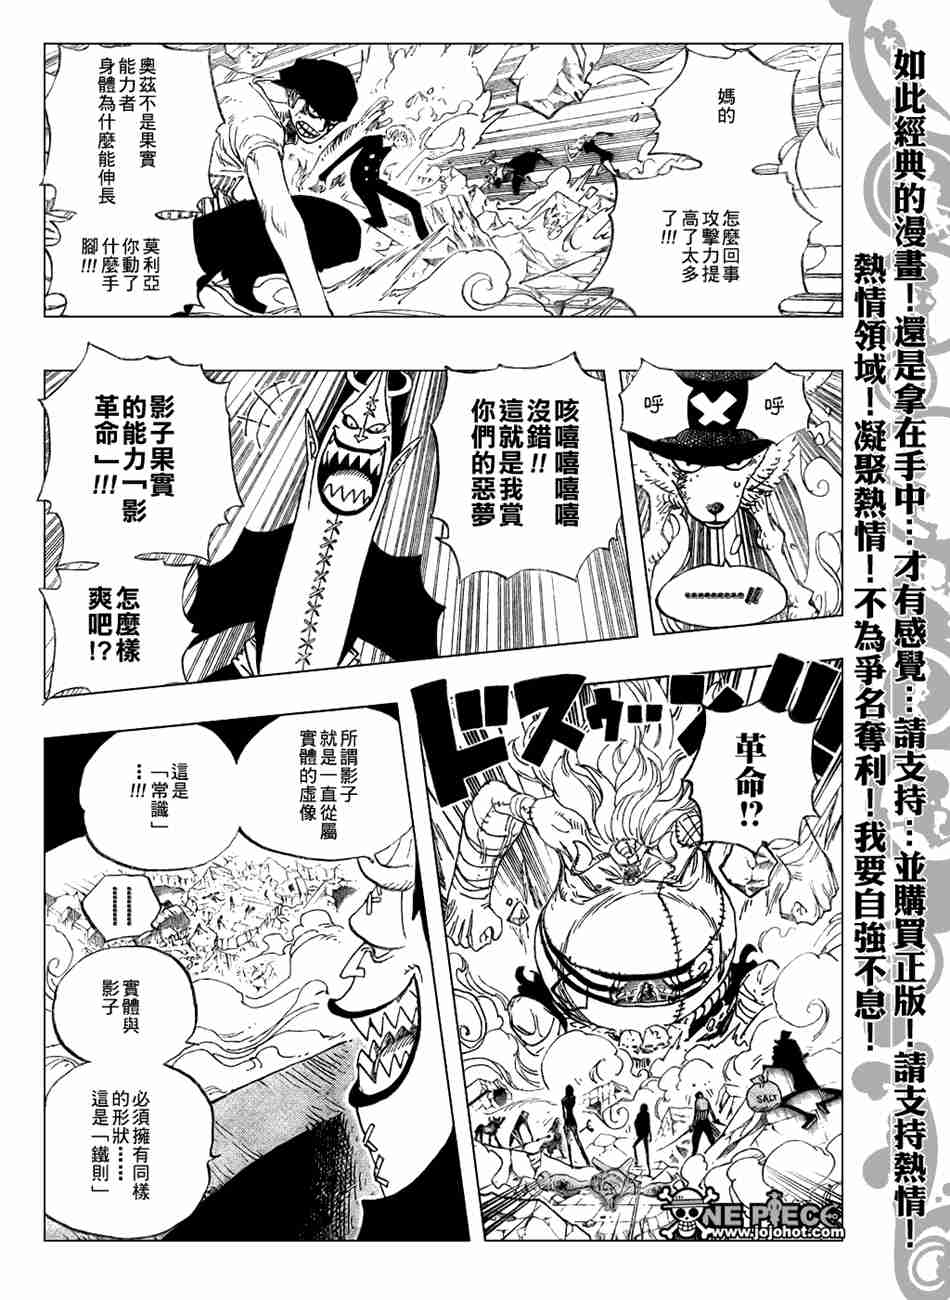 媽的
怎麼回事
攻擊力提
高了太多
了!!!
奧茲不是果實
能力者
身體為什麼能伸長
莫利亞
你動了
什麼手
腳!!!
呼
呼
…………!!
咳嘻嘻嘻嘻
沒錯!!
這就是我賞
你們的惡夢
影子果實
的能力「影
革命」!!!
怎麼樣
爽吧!?
革命!?
ドスゥーン!!
SALT
所謂影子
就是一直從屬
實體的虛像
這是
「常識」
…!!!
…………
實體與
影子
必須擁有同樣
的形狀……
這是「鐵則」
ONE PIECE
www.jojohot.com
如此經典的漫畫！還是拿在手中…才有感覺…請支持…並購買正版！請支持熱情！
熱情領域！凝聚熱情！不為爭名奪利！我要自強不息！